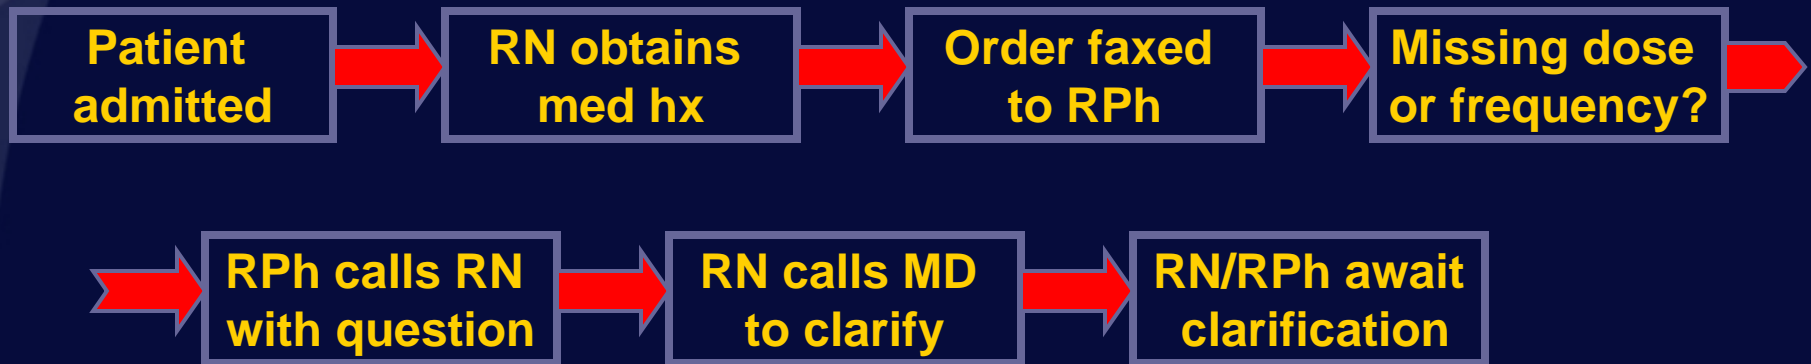 Patient
admitted
RN obtains
med hx
Order faxed
to RPh
Missing dose
or frequency?
RPh calls RN
with question
RN calls MD
to clarify
RN/RPh await
clarification